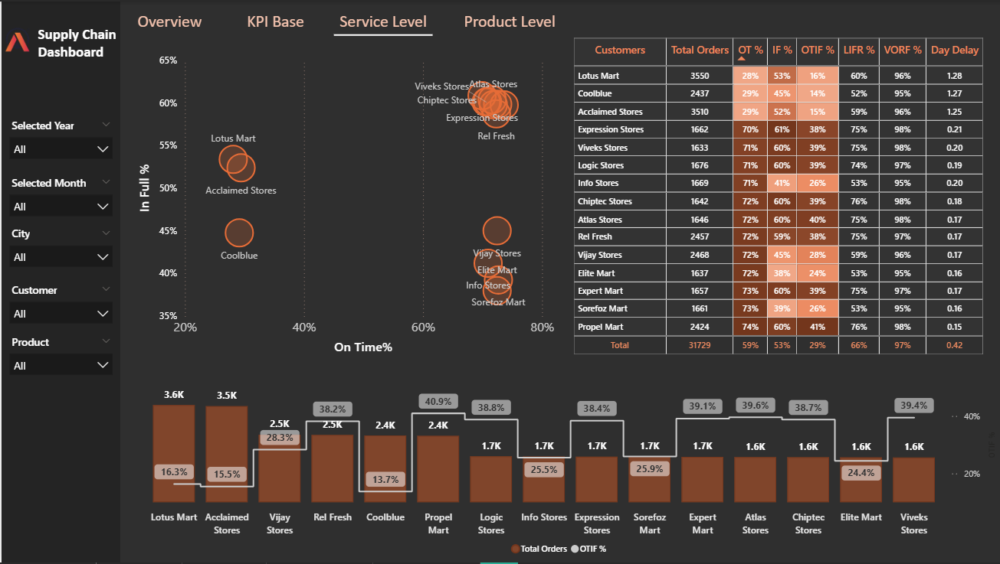 Supply Chain
Dashboard
Overview KPI Base Service Level Product Level
Selected Year
All
Selected Month
All
City
All
Customer
All
Product
All
In Full %
65%
60%
55%
50%
45%
40%
35%
20% 40% 60% 80%
On Time%
Viveks Stores
Atlas Stores
Chiptec Stores
Expression Stores
Rel Fresh
Lotus Mart
Acclaimed Stores
Coolblue
Vijay Stores
Elite Mart
Info Stores
Sorefoz Mart
Customers Total Orders OT % IF % OTIF % LIFR % VORF % Day Delay
Lotus Mart 3550 28% 53% 16% 60% 96% 1.28
Coolblue 2437 29% 45% 14% 52% 95% 1.27
Acclaimed Stores 3510 29% 52% 15% 59% 96% 1.25
Expression Stores 1662 70% 61% 38% 75% 98% 0.21
Viveks Stores 1633 71% 60% 39% 75% 98% 0.20
Logic Stores 1676 71% 60% 39% 74% 97% 0.19
Info Stores 1669 71% 41% 26% 53% 95% 0.20
Chiptec Stores 1642 72% 60% 39% 76% 98% 0.18
Atlas Stores 1646 72% 60% 40% 75% 98% 0.17
Rel Fresh 2457 72% 59% 38% 75% 97% 0.17
Vijay Stores 2468 72% 45% 28% 59% 96% 0.17
Elite Mart 1637 72% 38% 24% 53% 95% 0.16
Expert Mart 1657 73% 60% 39% 75% 97% 0.17
Sorefoz Mart 1661 73% 39% 26% 53% 95% 0.16
Propel Mart 2424 74% 60% 41% 76% 98% 0.15
Total 31729 59% 53% 29% 66% 97% 0.42
3.6K 3.5K 2.5K 2.5K 2.4K 2.4K 1.7K 1.7K 1.7K 1.7K 1.7K 1.6K 1.6K 1.6K 1.6K
16.3% 15.5% 28.3% 38.2% 13.7% 40.9% 38.8% 25.5% 38.4% 25.9% 39.1% 39.6% 38.7% 24.4% 39.4%
40%
20%
OTIF %
Lotus Mart Acclaimed Vijay Rel Fresh Coolblue Propel Logic Info Stores Expression Sorefoz Expert Atlas Chiptec Elite Mart Viveks
Stores Stores Mart Stores Stores Mart Mart Stores Stores Stores
Total Orders OTIF %